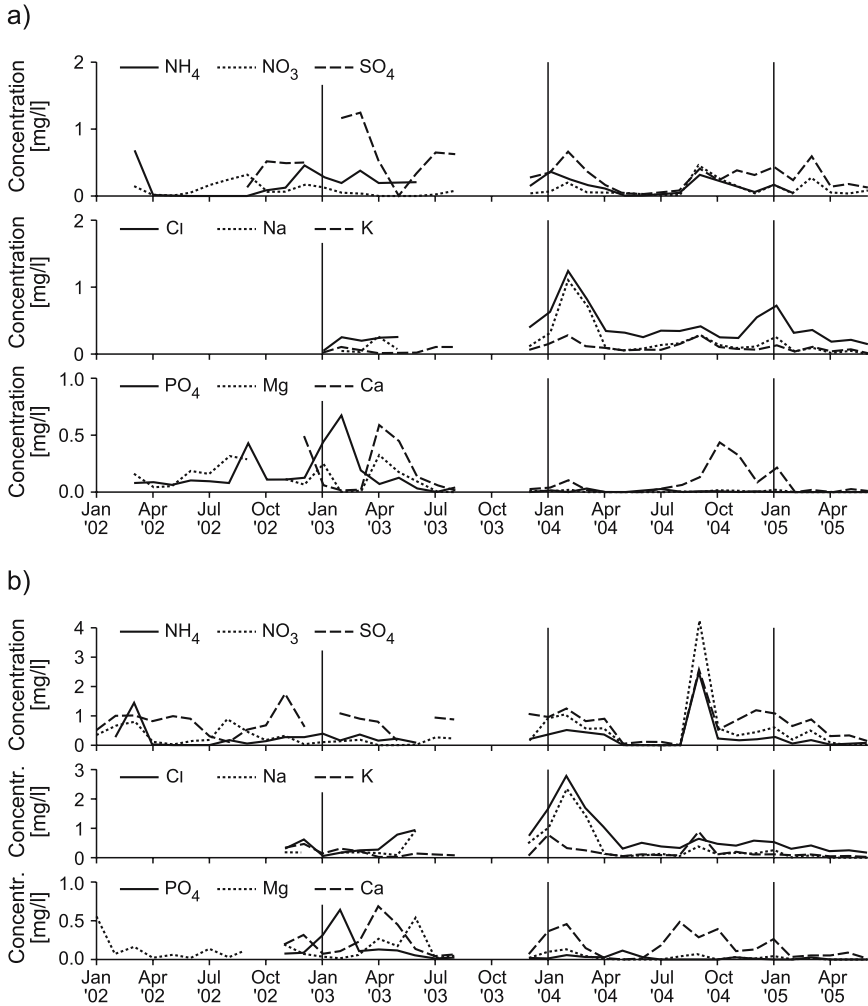 a)
Concentration
[mg/l]
2
1
0
NH4 NO3 SO4
Concentration
[mg/l]
2
1
0
Cl Na K
Concentration
[mg/l]
1.0
0.5
0.0
PO4 Mg Ca
Jan Apr Jul Oct Jan Apr Jul Oct Jan Apr Jul Oct Jan Apr
'02 '02 '02 '02 '03 '03 '03 '03 '04 '04 '04 '04 '05 '05
b)
Concentration
[mg/l]
4
3
2
1
0
NH4 NO3 SO4
Concentr.
[mg/l]
3
2
1
0
Cl Na K
Concentr.
[mg/l]
1.0
0.5
0.0
PO4 Mg Ca
Jan Apr Jul Oct Jan Apr Jul Oct Jan Apr Jul Oct Jan Apr
'02 '02 '02 '02 '03 '03 '03 '03 '04 '04 '04 '04 '05 '05